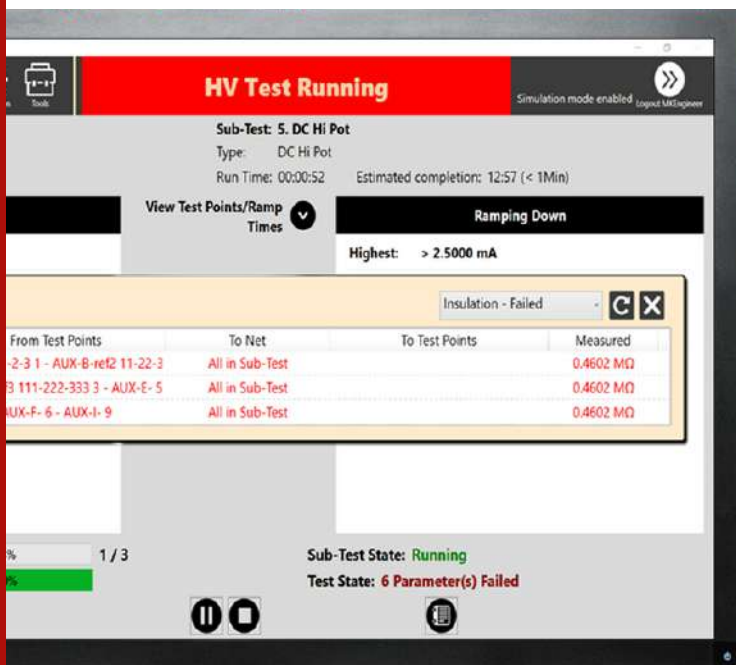 Tools
HV Test Running
Simulation mode enabled
Logout MKEngineer
Sub-Test: 5. DC Hi Pot
Type: DC Hi Pot
Run Time: 00:00:52 Estimated completion: 12:57 (< 1Min)
View Test Points/Ramp
Times
Ramping Down
Highest: > 2.5000 mA
Insulation - Failed
From Test Points To Net To Test Points Measured
-2-3 1 - AUX-B-ref2 11-22-3 All in Sub-Test 0.4602 MΩ
3 111-222-333 3 - AUX-E- 5 All in Sub-Test 0.4602 MΩ
AUX-F- 6 - AUX-I- 9 All in Sub-Test 0.4602 MΩ
% 1 / 3
Sub-Test State: Running
%
Test State: 6 Parameter(s) Failed